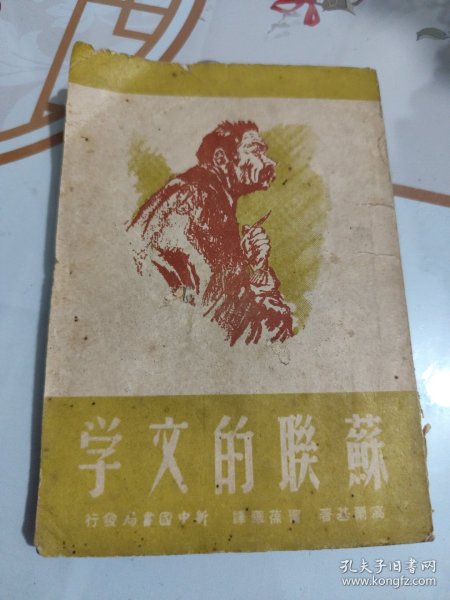 蘇聯的文学
高爾基著 曹葆華譯 新中國書局發行
孔夫子旧书网
www.kongfz.com